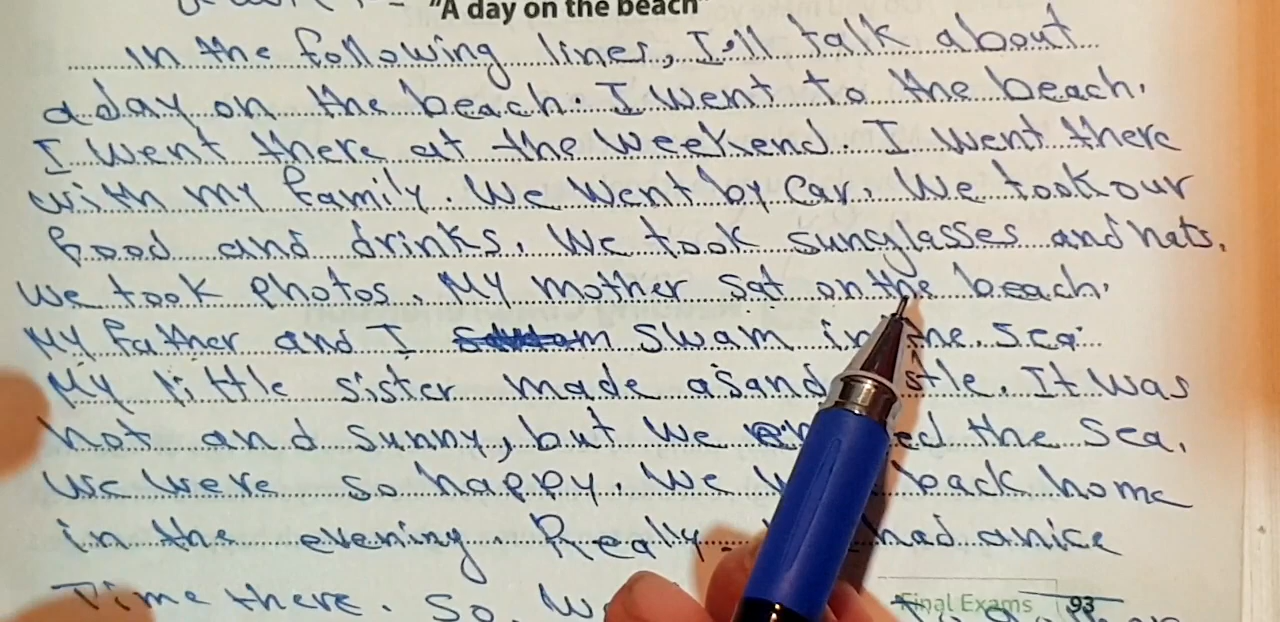 "A day on the beach"
in the following lines, I'll talk about
a day on the beach. I went to the beach.
I went there at the weekend. I went there
with my family. We went by car. We took our
food and drinks. We took sunglasses and hats.
We took photos. My mother sat on the beach.
My father and I swam in the sea.
My little sister made a sand stle. It was
hot and sunny, but we ed the sea.
We were so happy. We back home
in the evening. Really had a nice
Time there. So, we
Final Exams 93